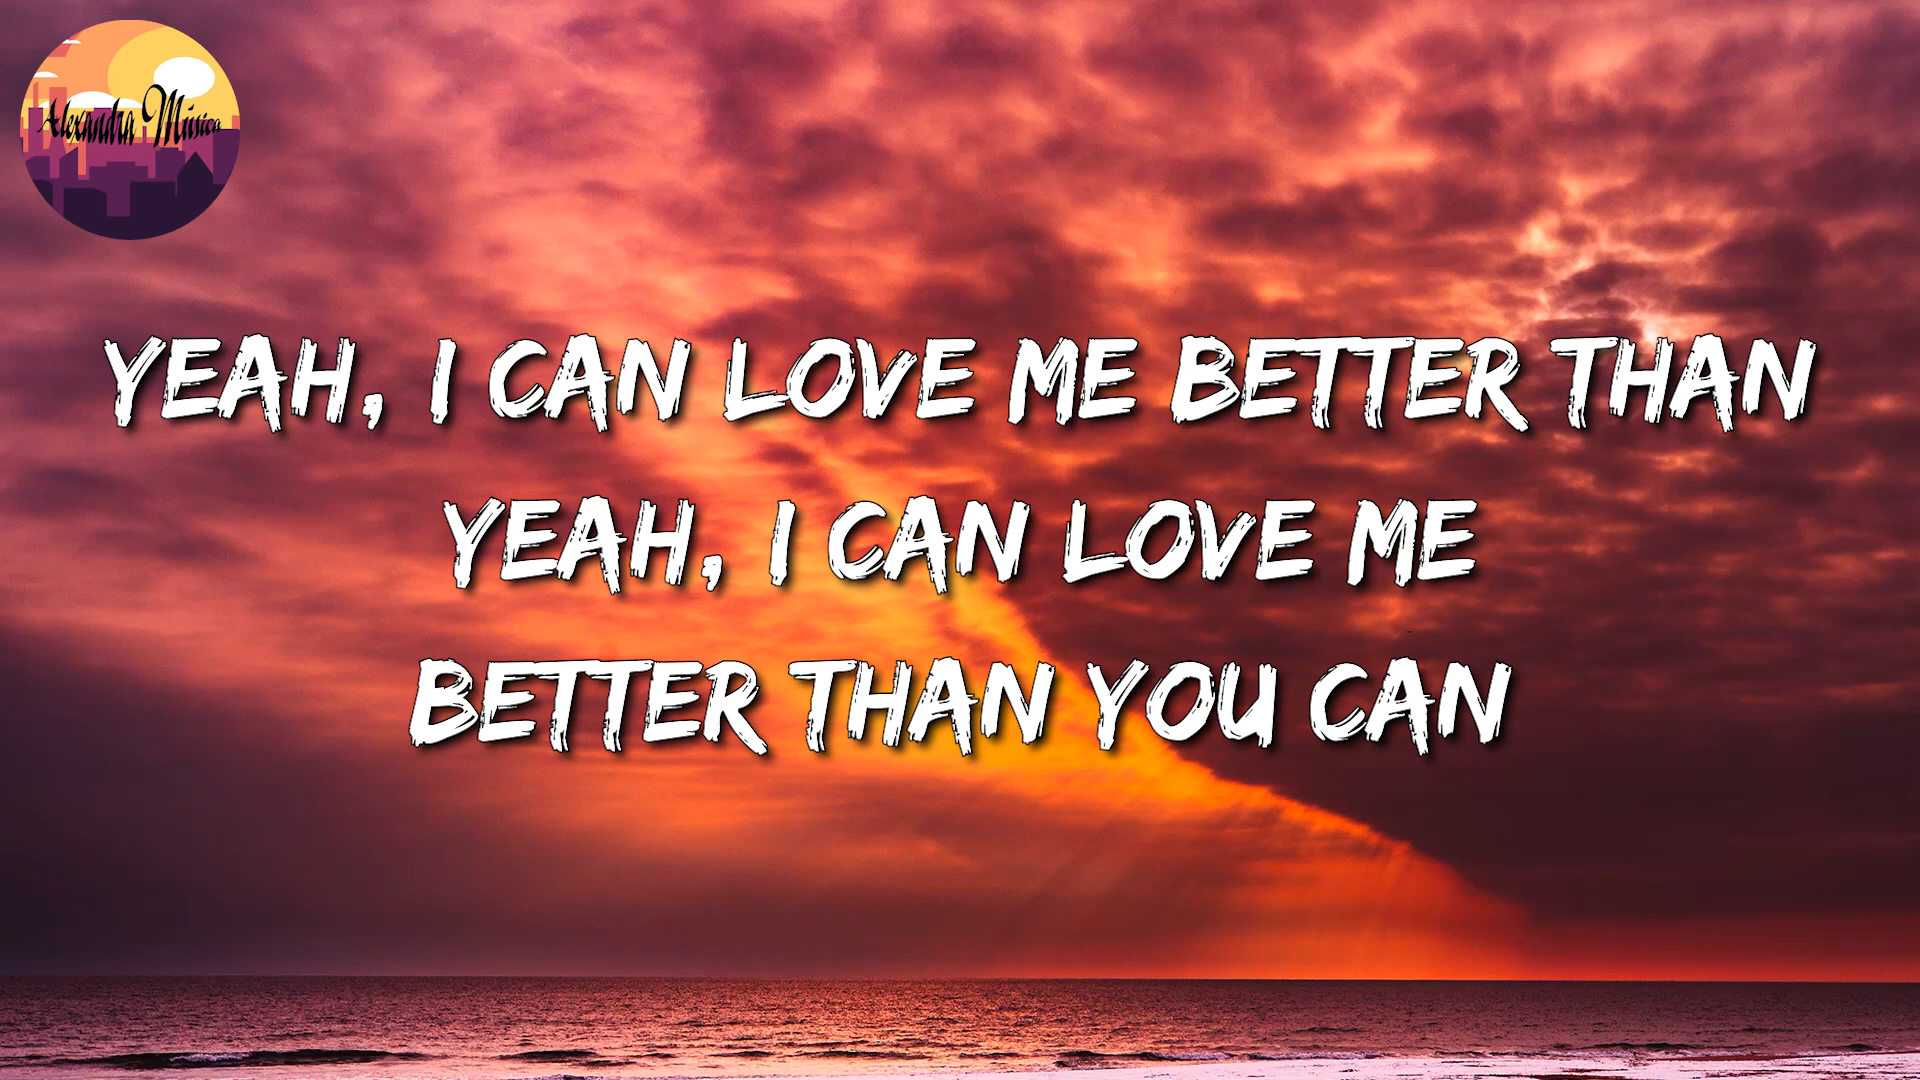 Alexandra Música
YEAH, I CAN LOVE ME BETTER THAN
YEAH, I CAN LOVE ME
BETTER THAN YOU CAN